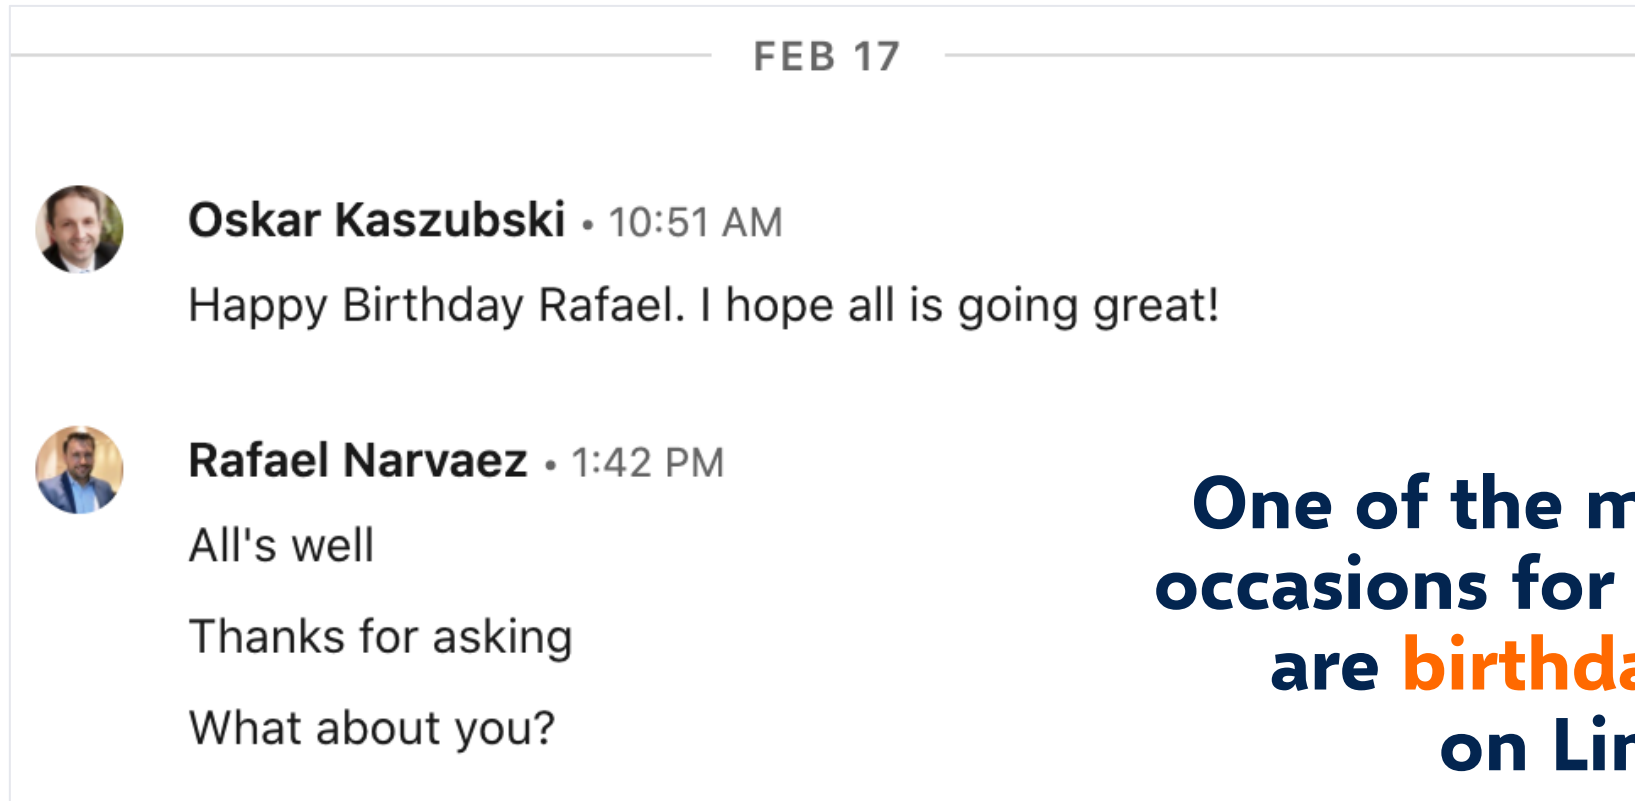 FEB 17
Oskar Kaszubski • 10:51 AM
Happy Birthday Rafael. I hope all is going great!
Rafael Narvaez • 1:42 PM
All's well
Thanks for asking
What about you?
One of the
occasions for
are
on